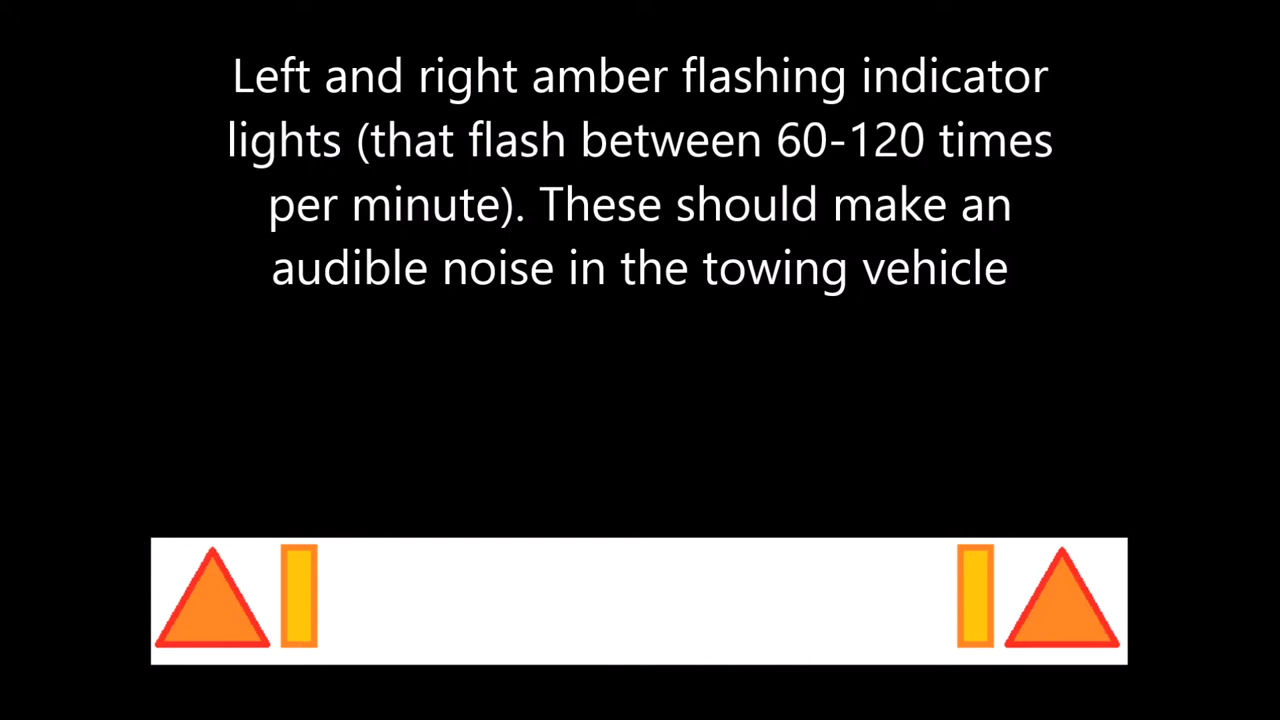 Left and right amber flashing indicator
lights (that flash between 60-120 times
per minute). These should make an
audible noise in the towing vehicle